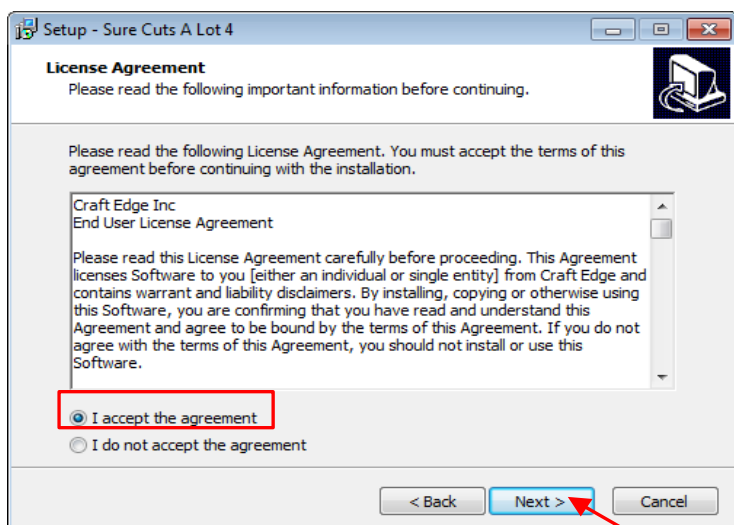 Setup - Sure Cuts A Lot 4
License Agreement
Please read the following important information before continuing.
Please read the following License Agreement. You must accept the terms of this
agreement before continuing with the installation.
Craft Edge Inc
End User License Agreement
Please read this License Agreement carefully before proceeding. This Agreement
licenses Software to you [either an individual or single entity] from Craft Edge and
contains warrant and liability disclaimers. By installing, copying or otherwise using
this Software, you are confirming that you have read and understand this
Agreement and agree to be bound by the terms of this Agreement. If you do not
agree with the terms of this Agreement, you should not install or use this
Software.
I accept the agreement
I do not accept the agreement
< Back Next > Cancel